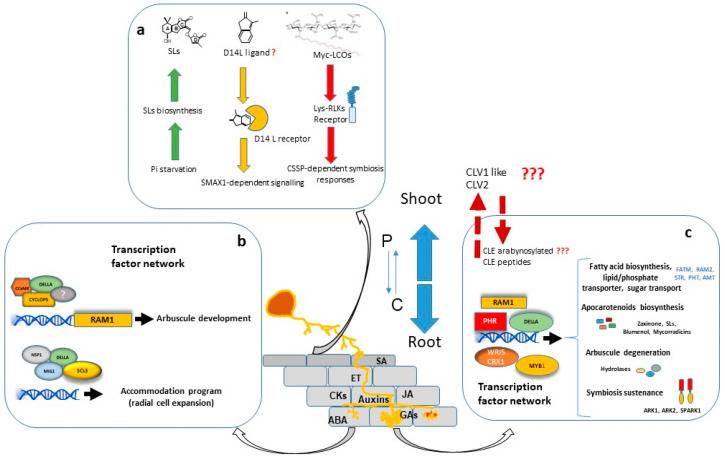 a
SLs
D14L ligand ?
Myc-LCOs
SLs biosynthesis
Lys-RLKs
Receptor
D14 L receptor
Pi starvation
SMAX1-dependent signalling
CSSP-dependent symbiosis
responses
b
Transcription
factor network
CCaMK
DELLA
CYCLOPS
?
RAM1
Arbuscule development
NSP1
DELLA
MIG1
SCL3
Accommodation program
(radial cell expansion)
Shoot
P
C
Root
SA
ET
CKs
Auxins
JA
ABA
GAs
CLV1 like
CLV2
???
CLE arabynosylated ???
CLE peptides
c
RAM1
PHR
DELLA
WRI5
CBX1
MYB1
Transcription
factor network
Fatty acid biosynthesis,
lipid/phosphate
transporter, sugar transport
FATM, RAM2,
STR, PHT, AMT
Apocarotenoids biosynthesis
Zaxinone, SLs,
Blumenol, Mycorradicins
Arbuscule degeneration
Hydrolases
Symbiosis sustenance
ARK1, ARK2, SPARK1